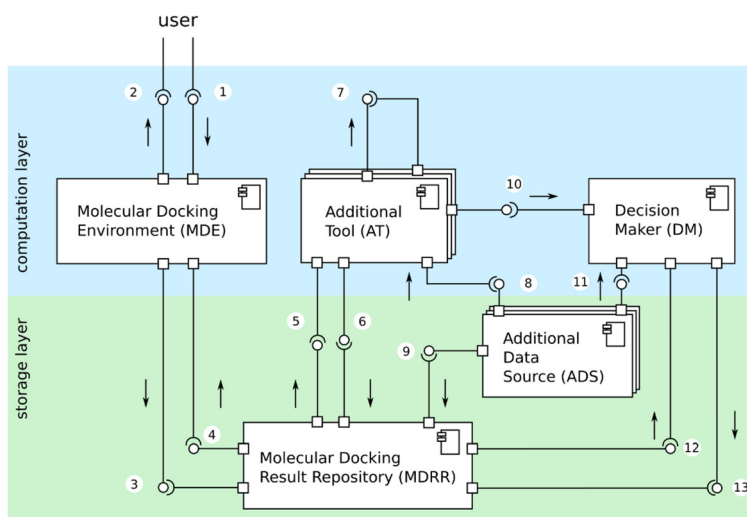 user
2
1
7
computation layer
10
Molecular Docking
Environment (MDE)
Additional
Tool (AT)
Decision
Maker (DM)
8
11
storage layer
5
6
9
Additional
Data
Source (ADS)
4
12
Molecular Docking
Result Repository (MDRR)
3
13